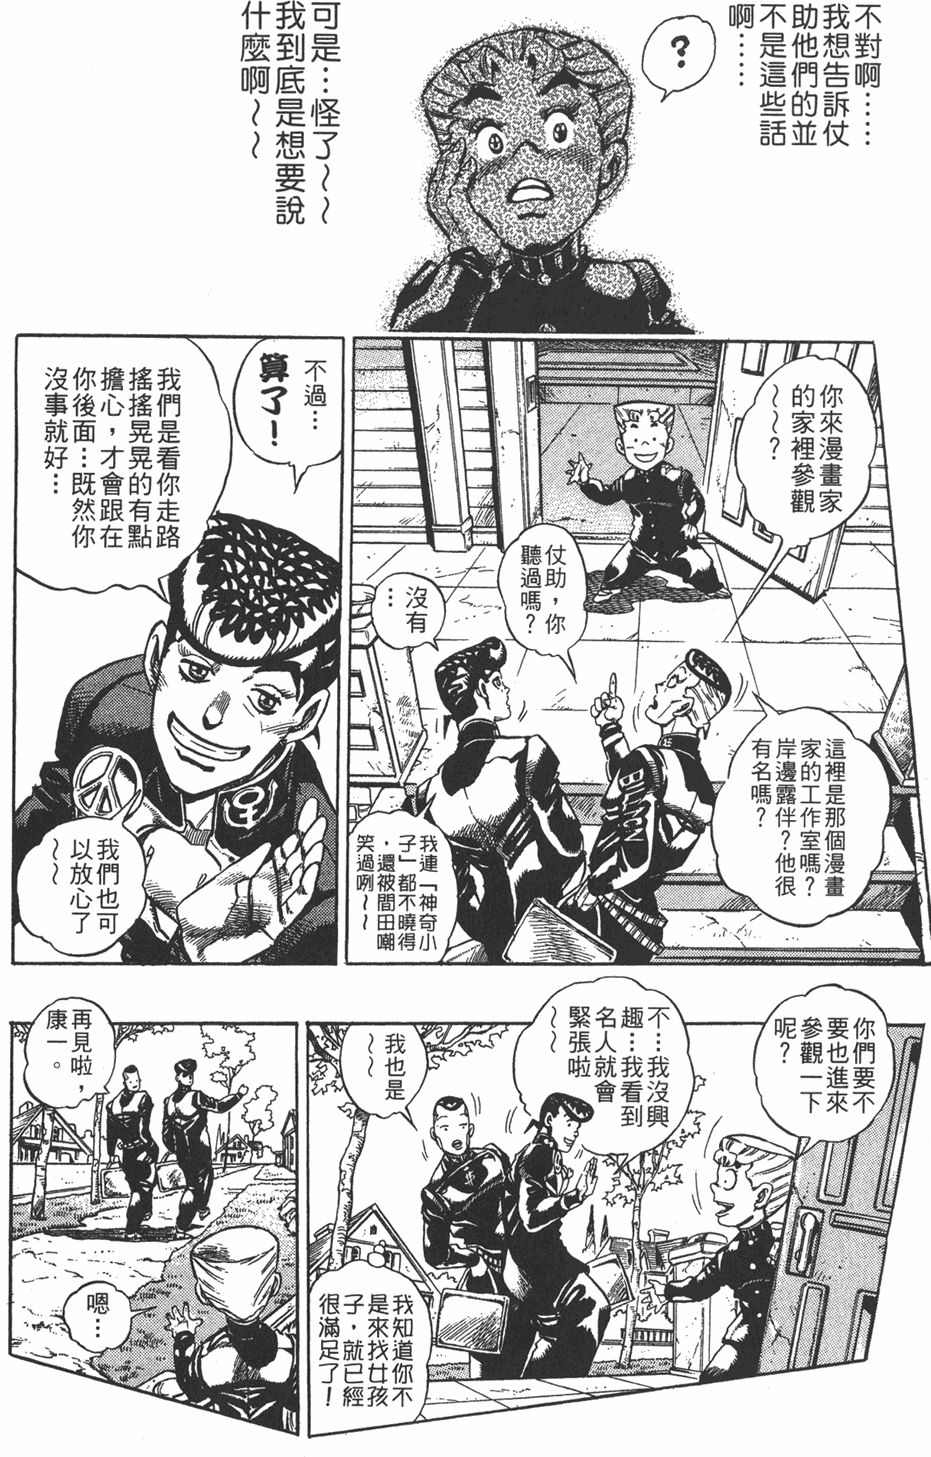 不對啊……
我想告訴仗
助他們的並
不是這些話
啊……
？
可是…怪了～～
我到底是想要說
什麼啊～～
你來漫畫家
的家裡參觀
～～？
這裡是那個漫畫
家的工作室嗎？
岸邊露伴？他很
有名嗎？
仗助，你
聽過嗎？
沒有
…
我連「神奇小
子」都不曉得
，還被間田嘲
笑過咧～～
不過…
算了！
我們是看你走路
搖搖晃晃的有點
擔心，才會跟在
你後面…既然你
沒事就好…
我們也可
以放心了
～～
你們要不
要也進來
參觀一下
呢？
不…我沒興
趣…我看到
名人就會
緊張啦
～～
我也是
～～
我知道你不
是來找女孩
子，就已經
很滿足了！
再見啦，
康一。
嗯…